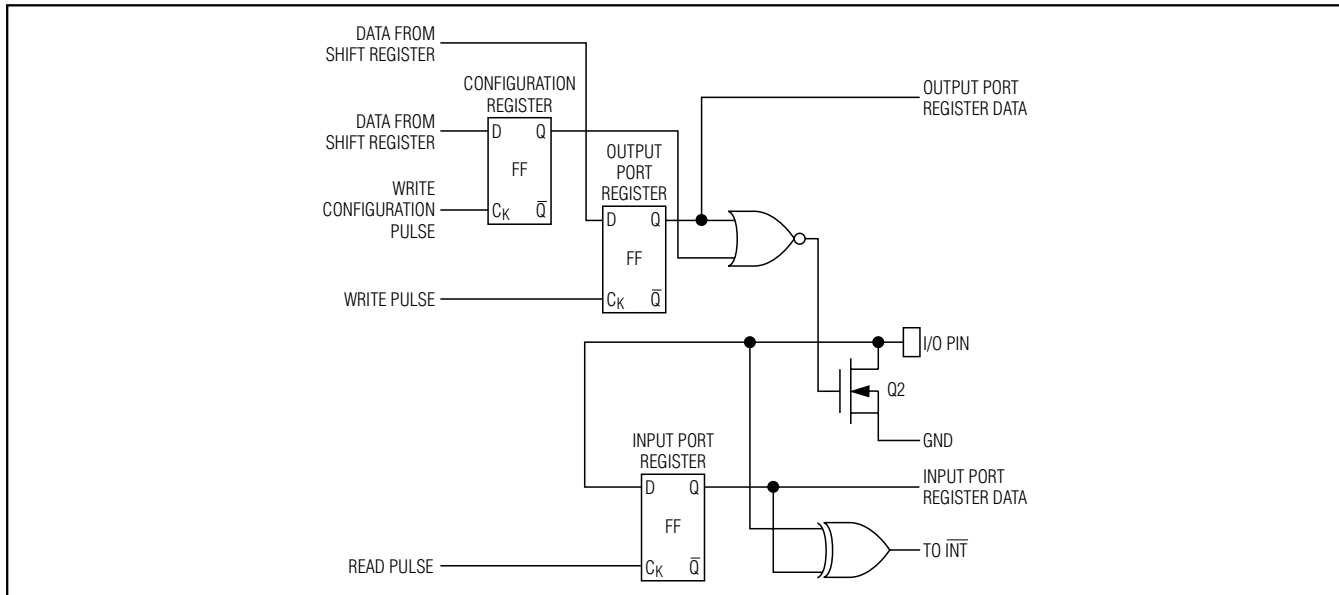 DATA FROM
SHIFT REGISTER
CONFIGURATION
REGISTER
DATA FROM
SHIFT REGISTER
D Q
FF
CK Q̅
WRITE
CONFIGURATION
PULSE
OUTPUT
PORT
REGISTER
D Q
FF
CK Q̅
WRITE PULSE
OUTPUT PORT
REGISTER DATA
I/O PIN
Q2
GND
INPUT PORT
REGISTER
D Q
FF
CK Q̅
READ PULSE
INPUT PORT
REGISTER DATA
TO I̅N̅T̅